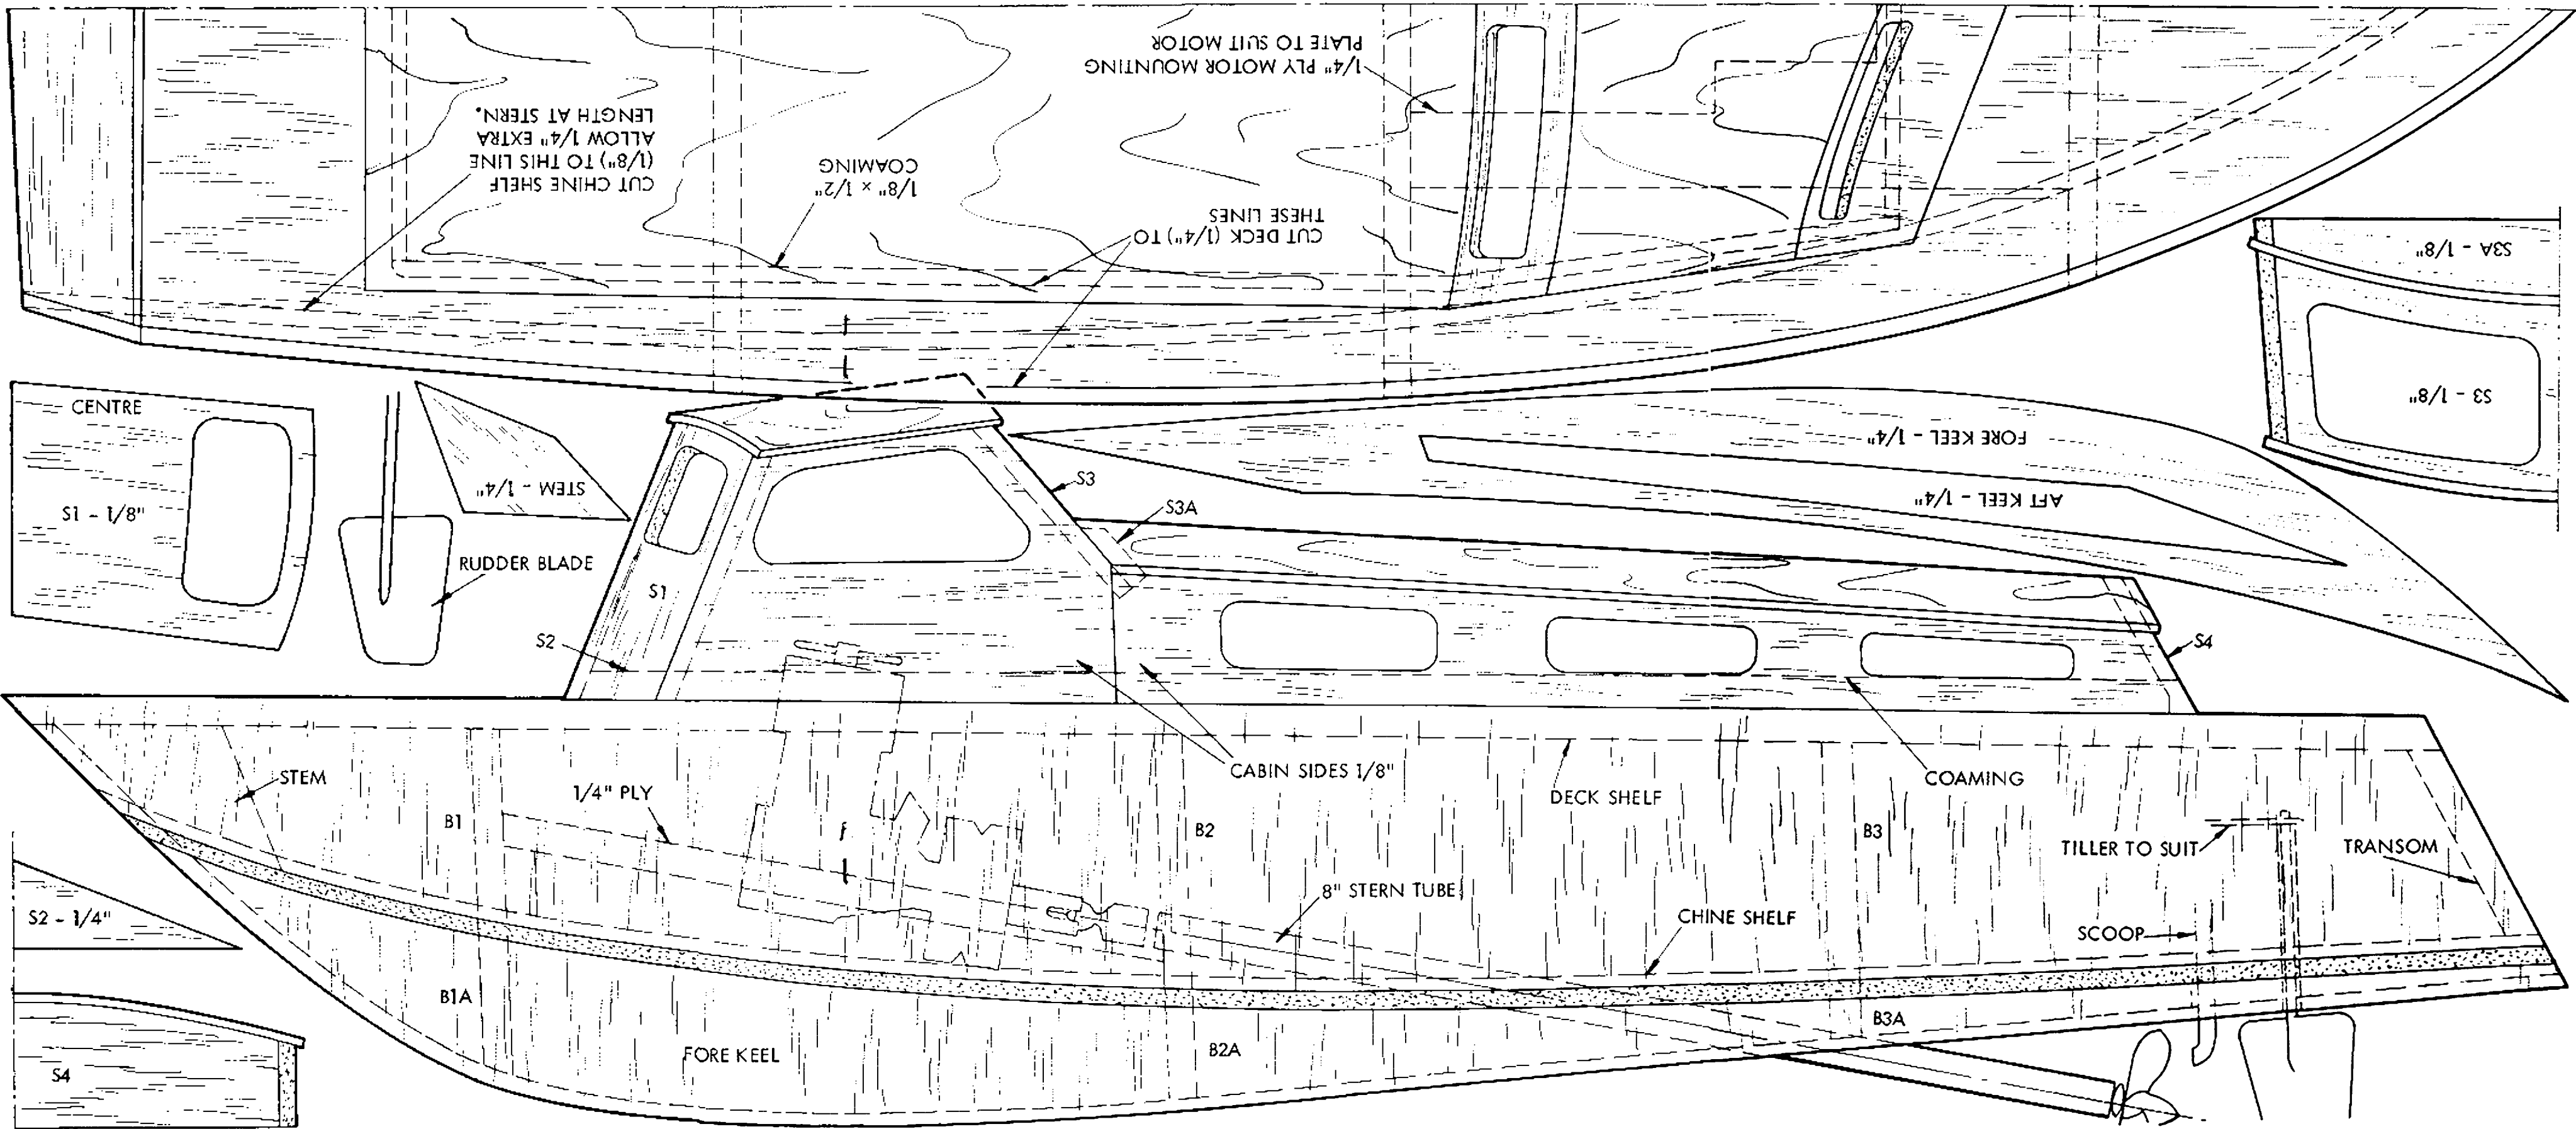 1/4" PLY MOTOR MOUNTING
PLATE TO SUIT MOTOR
CUT CHINE SHELF
(1/8") TO THIS LINE
ALLOW 1/4" EXTRA
LENGTH AT STERN.
1/8" x 1/2"
COAMING
CUT DECK (1/4") TO
THESE LINES
S3A - 1/8"
S3 - 1/8"
CENTRE
S1 - 1/8"
RUDDER BLADE
STEM - 1/4"
FORE KEEL - 1/4"
AFT KEEL - 1/4"
S3
S3A
S1
S2
S4
STEM
1/4" PLY
CABIN SIDES 1/8"
DECK SHELF
COAMING
B1
B2
B3
TILLER TO SUIT
TRANSOM
8" STERN TUBE
CHINE SHELF
SCOOP
S2 - 1/4"
B1A
FORE KEEL
B2A
B3A
S4